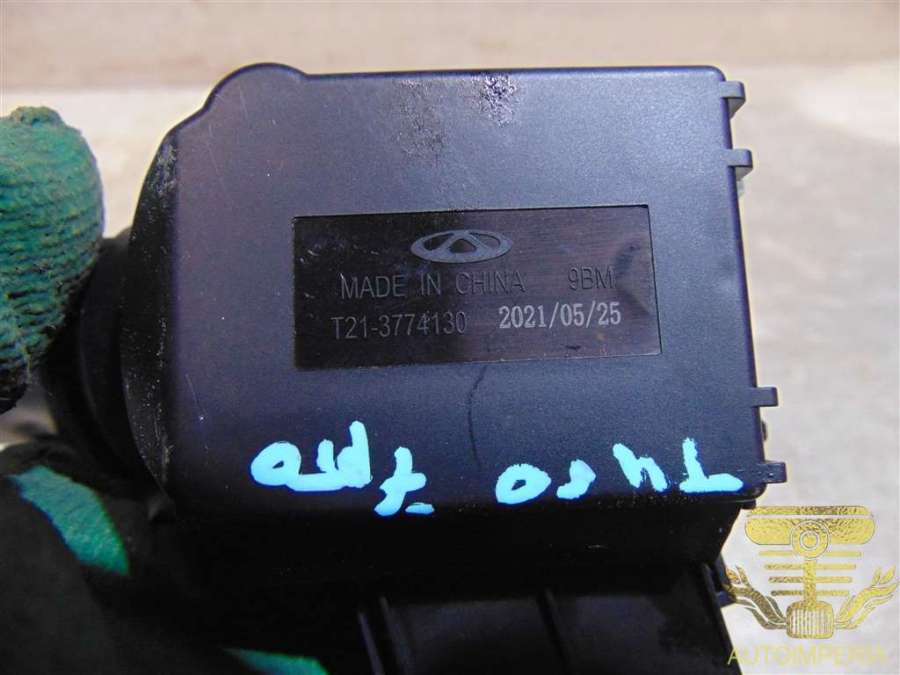 MADE IN CHINA 9BM
T21-3774130 2021/05/25
AUTOIMPERIA